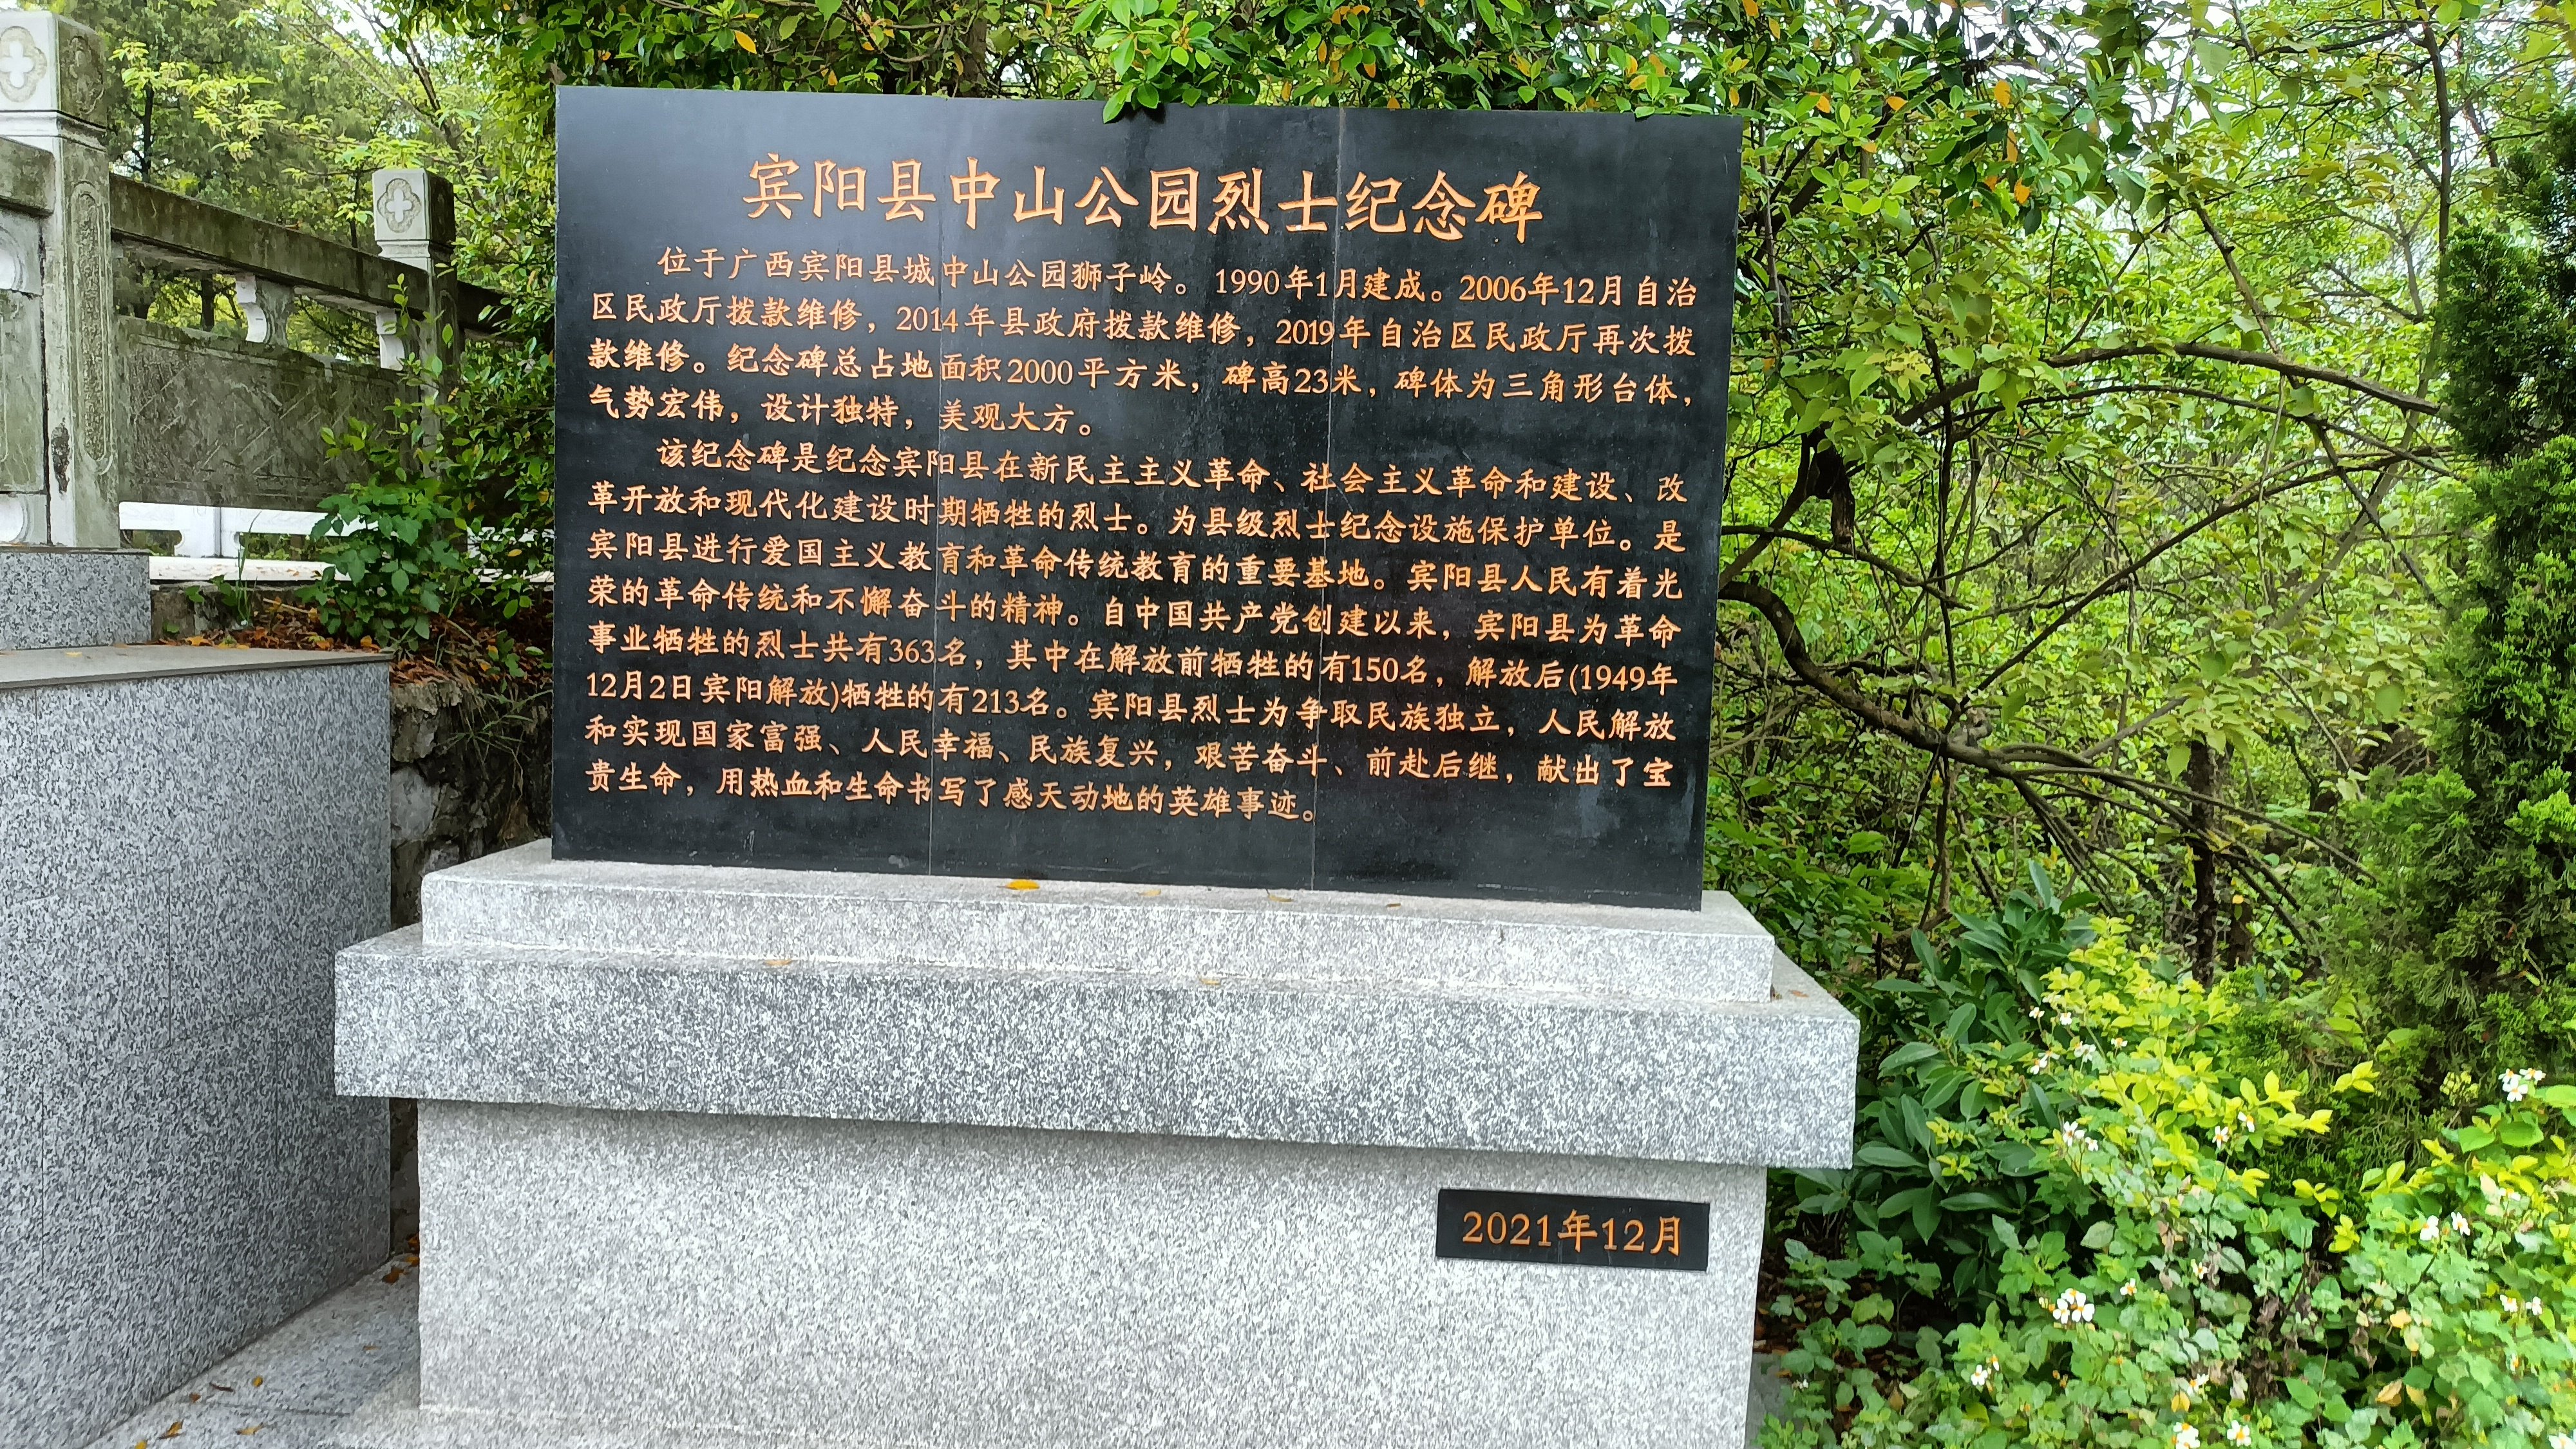 宾阳县中山公园烈士纪念碑
位于广西宾阳县城中山公园狮子岭。1990年1月建成。2006年12月自治
区民政厅拨款维修，2014年县政府拨款维修，2019年自治区民政厅再次拨
款维修。纪念碑总占地面积2000平方米，碑高23米，碑体为三角形台体，
气势宏伟，设计独特，美观大方。
该纪念碑是纪念宾阳县在新民主主义革命、社会主义革命和建设、改
革开放和现代化建设时期牺牲的烈士。为县级烈士纪念设施保护单位。是
宾阳县进行爱国主义教育和革命传统教育的重要基地。宾阳县人民有着光
荣的革命传统和不懈奋斗的精神。自中国共产党创建以来，宾阳县为革命
事业牺牲的烈士共有363名，其中在解放前牺牲的有150名，解放后(1949年
12月2日宾阳解放)牺牲的有213名。宾阳县烈士为争取民族独立，人民解放
和实现国家富强、人民幸福、民族复兴，艰苦奋斗、前赴后继，献出了宝
贵生命，用热血和生命书写了感天动地的英雄事迹。
2021年12月